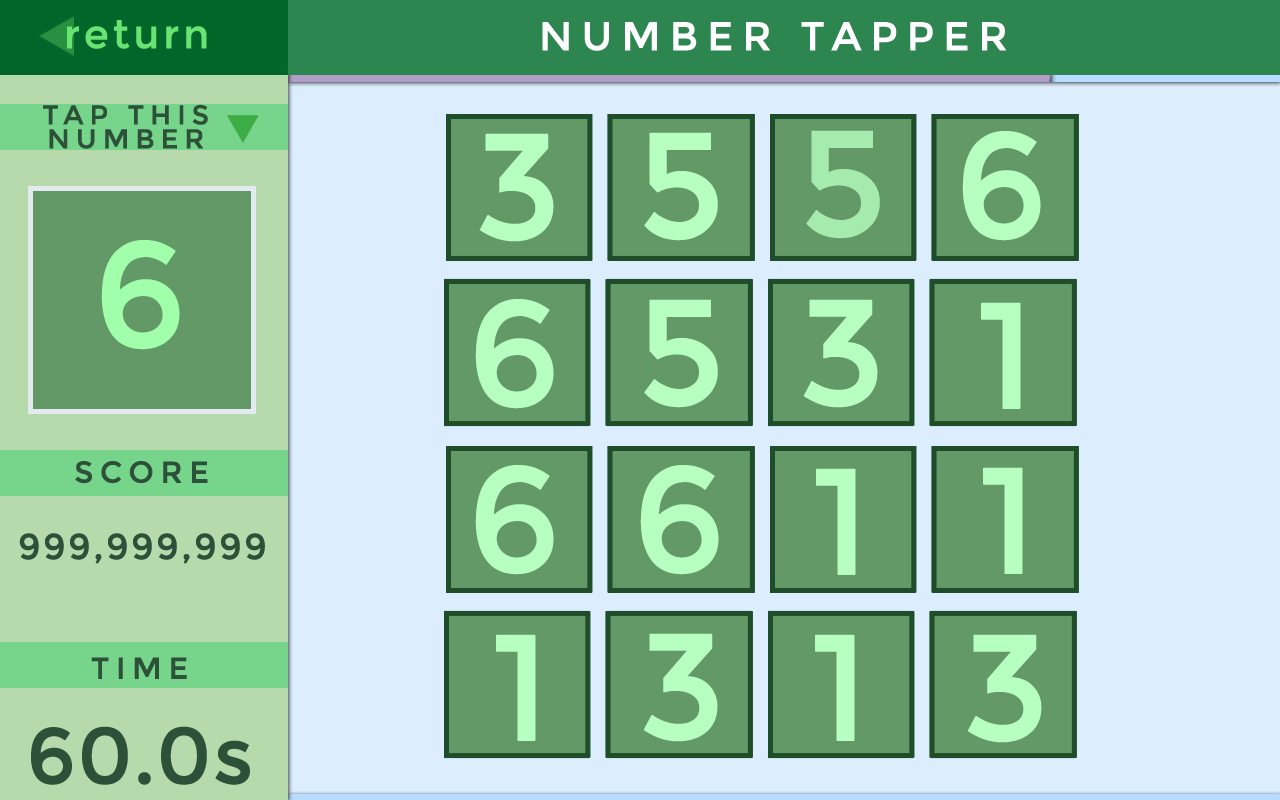 return
NUMBER TAPPER
TAP THIS
NUMBER
6
SCORE
999,999,999
TIME
60.0s
3 5 5 6
6 5 3 1
6 6 1 1
1 3 1 3